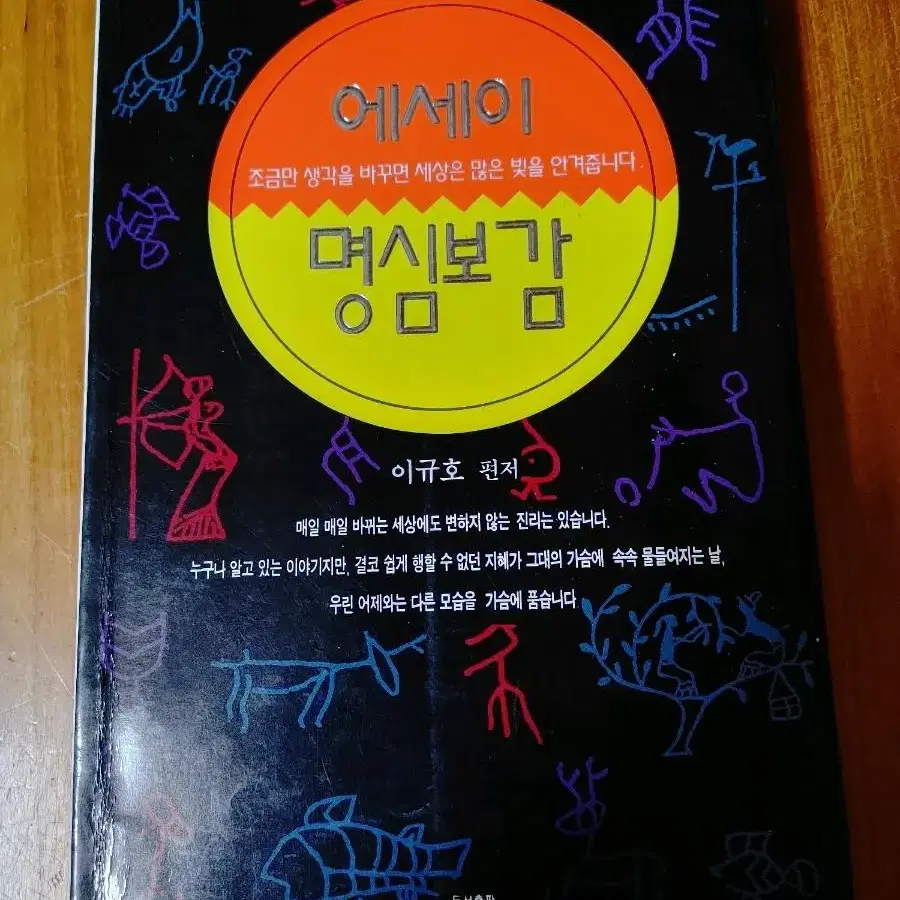 에세이
조금만 생각을 바꾸면 세상은 많은 빛을 안겨줍니다.
명심보감
이규호 편저
매일 매일 바뀌는 세상에도 변하지 않는 진리는 있습니다.
누구나 알고 있는 이야기지만, 결코 쉽게 행할 수 없던 지혜가 그대의 가슴에 속속 물들여지는 날,
우린 어제와는 다른 모습을 가슴에 품습니다
도서출판